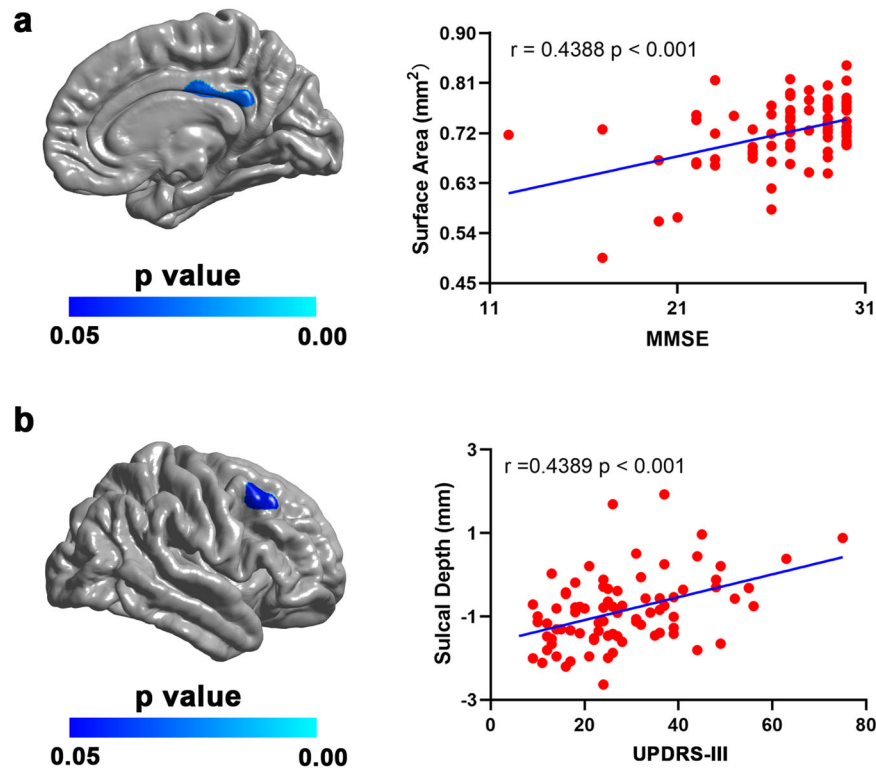 a
p value
0.05 0.00
r = 0.4388 p < 0.001
Surface Area (mm²)
0.90
0.81
0.72
0.63
0.54
0.45
11 21 31
MMSE
b
p value
0.05 0.00
r =0.4389 p < 0.001
Sulcal Depth (mm)
3
1
-1
-3
0 20 40 60 80
UPDRS-III